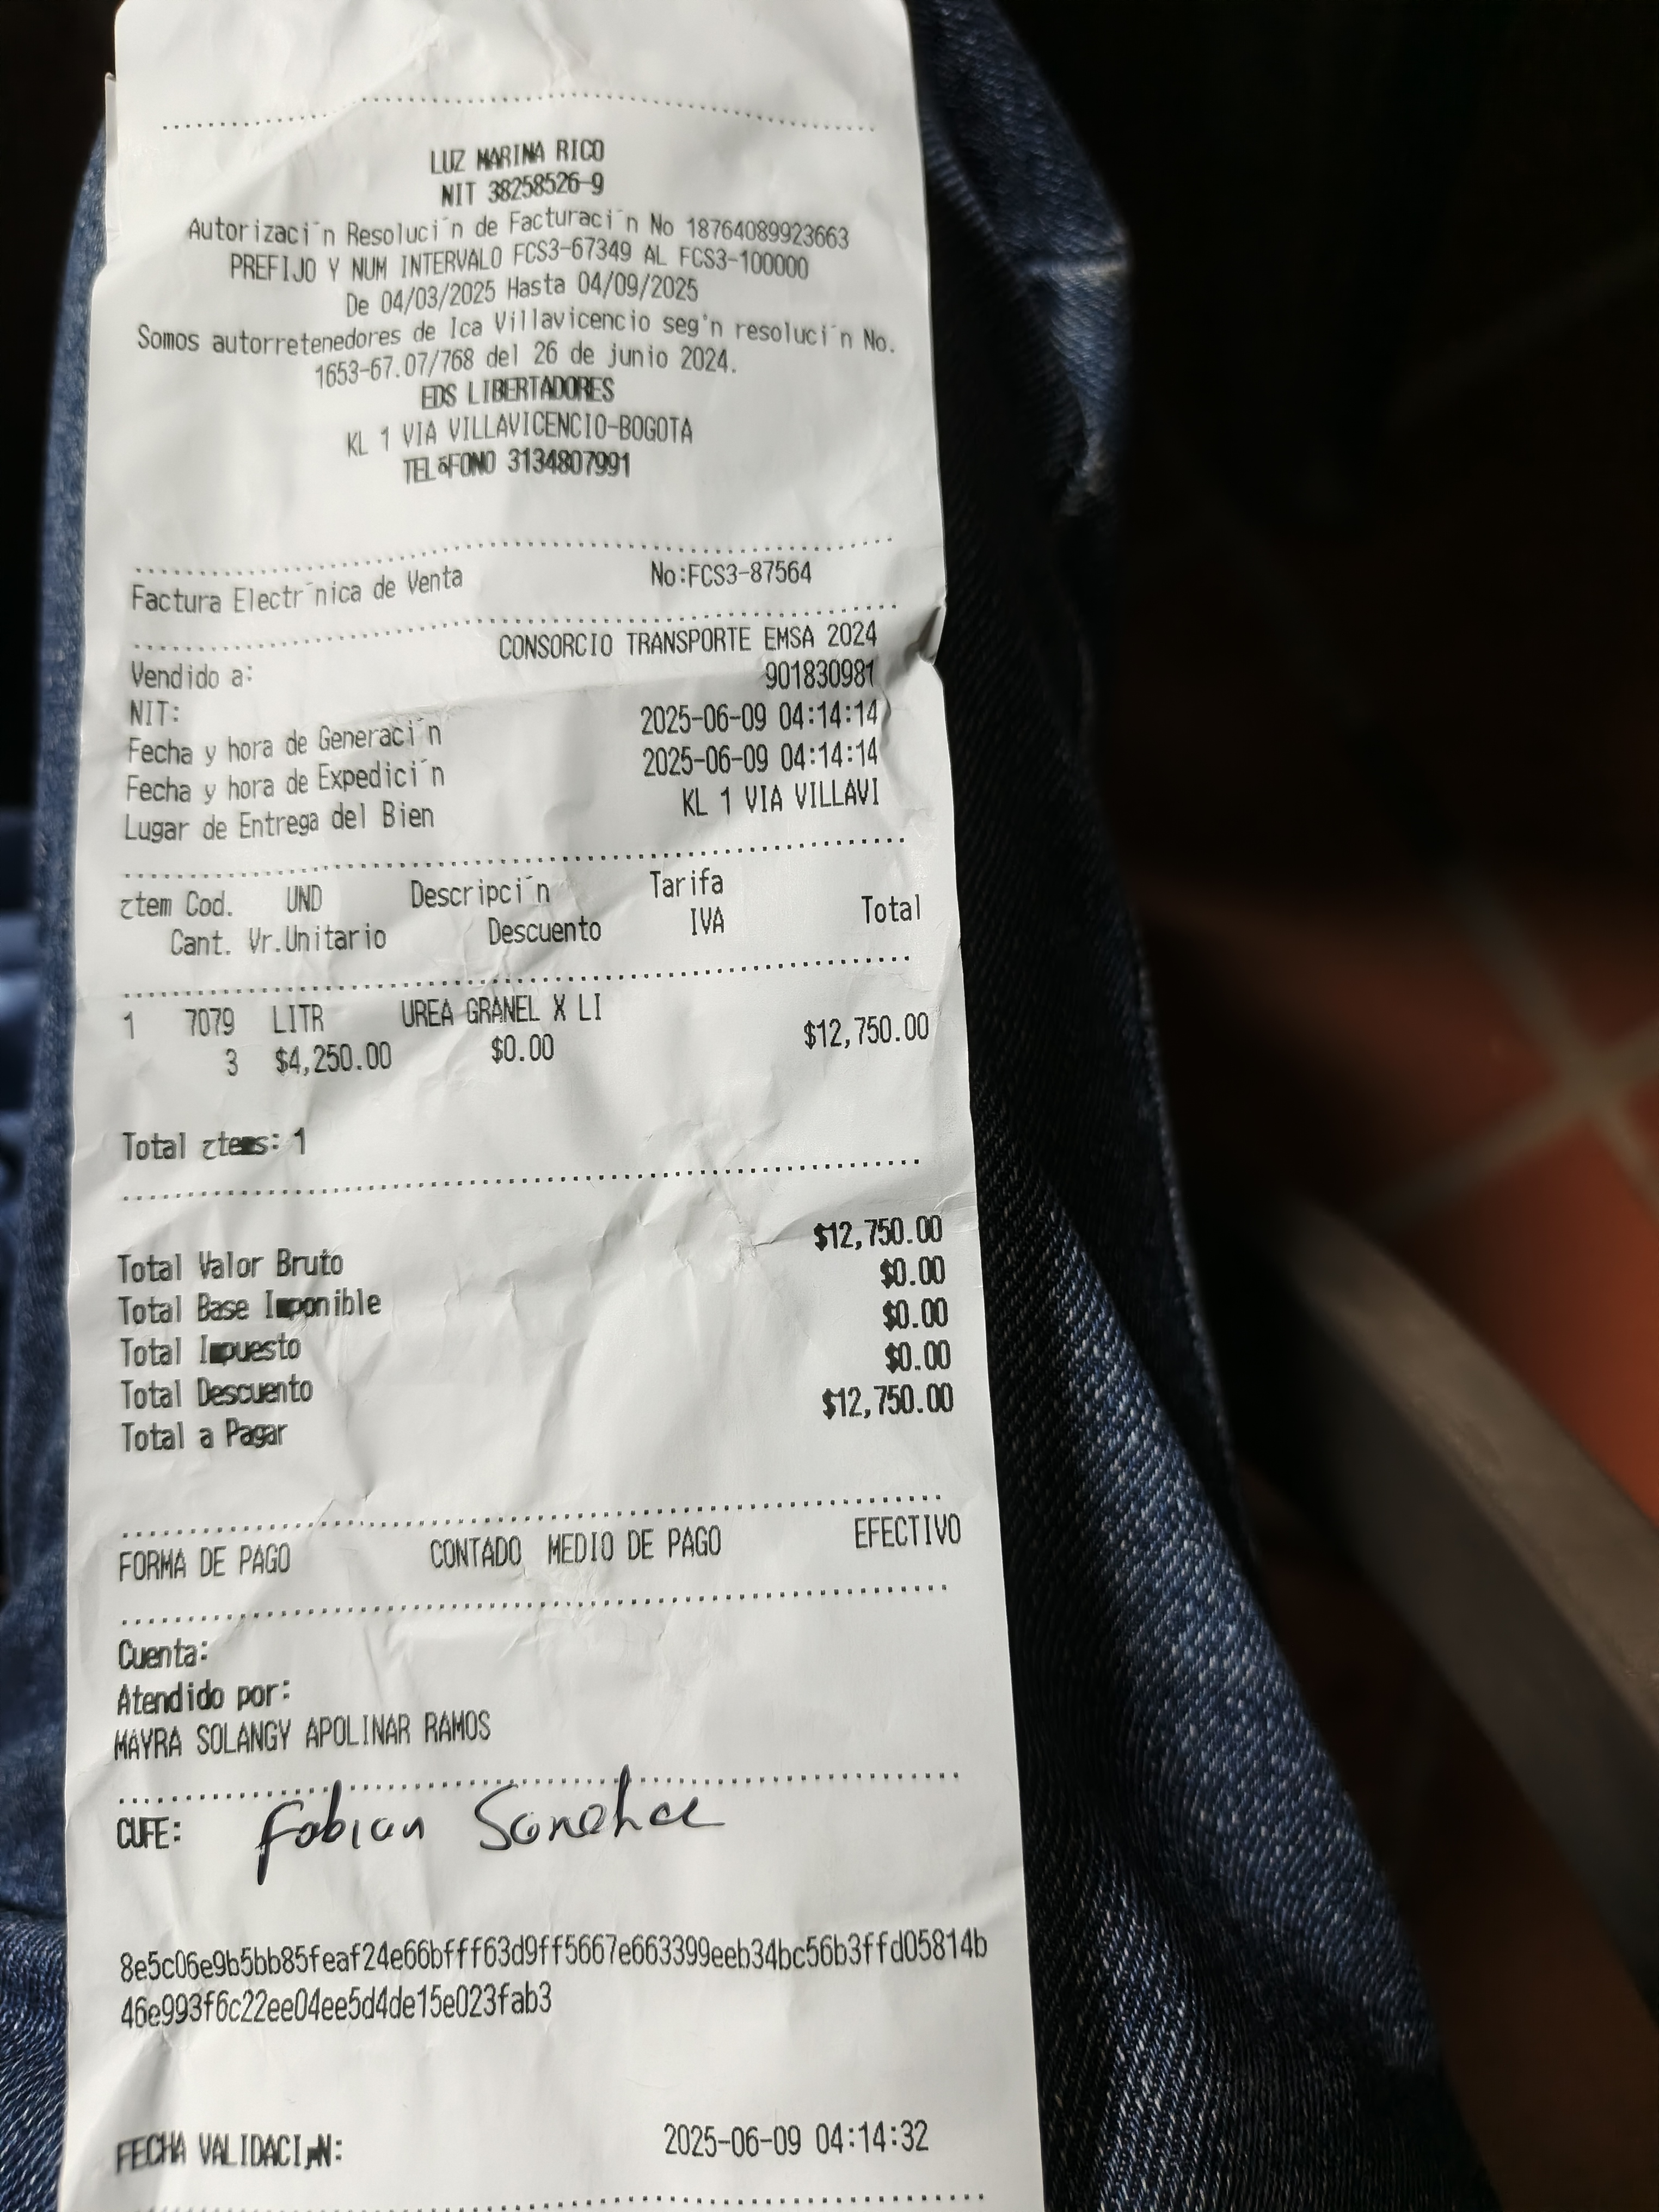 LUZ MARINA RICO
NIT 38258526-9
Autorizaci´n Resoluci´n de Facturaci´n No 18764089923663
PREFIJO Y NUM INTERVALO FCS3-67349 AL FCS3-100000
De 04/03/2025 Hasta 04/09/2025
Somos autorretenedores de Ica Villavicencio seg'n resoluci´n No.
1653-67.07/768 del 26 de junio 2024.
EDS LIBERTADORES
KL 1 VIA VILLAVICENCIO-BOGOTA
TELéFONO 3134807991
Factura Electr´nica de Venta No:FCS3-87564
Vendido a: CONSORCIO TRANSPORTE EMSA 2024
NIT: 901830981
Fecha y hora de Generaci´n 2025-06-09 04:14:14
Fecha y hora de Expedici´n 2025-06-09 04:14:14
Lugar de Entrega del Bien KL 1 VIA VILLAVI
ztem Cod. UND Descripci´n Tarifa
Cant. Vr.Unitario Descuento IVA Total
1 7079 LITR UREA GRANEL X LI
3 $4,250.00 $0.00 $12,750.00
Total ztems: 1
Total Valor Bruto $12,750.00
Total Base Imponible $0.00
Total Impuesto $0.00
Total Descuento $0.00
Total a Pagar $12,750.00
FORMA DE PAGO CONTADO MEDIO DE PAGO EFECTIVO
Cuenta:
Atendido por:
MAYRA SOLANGY APOLINAR RAMOS
CUFE: Fabian Sanchez
8e5c06e9b5bb85feaf24e66bfff63d9ff5667e663399eeb34bc56b3ffd05814b
46e993f6c22ee04ee5d4de15e023fab3
FECHA VALIDACI¾N: 2025-06-09 04:14:32